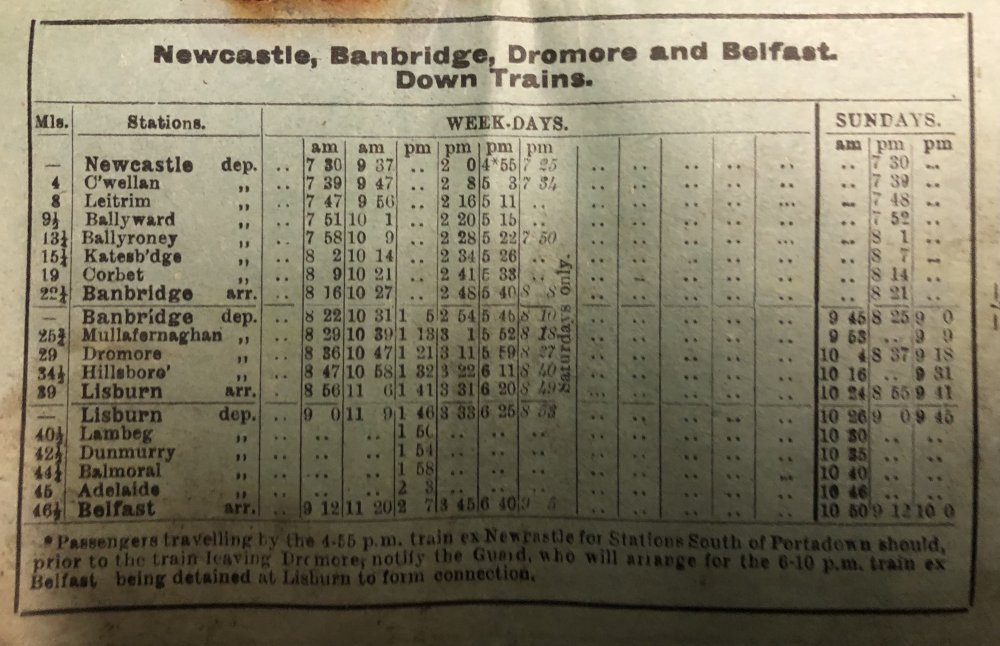 Newcastle, Banbridge, Dromore and Belfast.
Down Trains.
Mls. Stations. WEEK-DAYS. SUNDAYS.
am am pm pm pm pm am pm pm
— Newcastle dep. .. 7 30 9 37 .. 2 0 4*55 7 25 .. .. .. .. .. .. 7 30 ..
4 C'wellan ,, .. 7 39 9 47 .. 2 8 5 3 7 34 .. .. .. .. .. .. 7 39 ..
8 Leitrim ,, .. 7 47 9 56 .. 2 16 5 11 .. .. .. .. .. .. .. 7 48 ..
9½ Ballyward ,, .. 7 51 10 1 .. 2 20 5 15 .. .. .. .. .. .. .. 7 52 ..
13¼ Ballyroney ,, .. 7 58 10 9 .. 2 28 5 22 7 50 .. .. .. .. .. .. 8 1 ..
15¼ Katesb'dge ,, .. 8 2 10 14 .. 2 34 5 26 .. .. .. .. .. .. .. 8 7 ..
19 Corbet ,, .. 8 9 10 21 .. 2 41 5 33 .. .. .. .. .. .. .. 8 14 ..
22¼ Banbridge arr. .. 8 16 10 27 .. 2 48 5 40 8 8 .. .. .. .. .. .. 8 21 ..
— Banbridge dep. .. 8 22 10 31 1 5 2 54 5 45 8 10 .. .. .. .. .. 9 45 8 25 9 0
25¾ Mullafernaghan ,, .. 8 29 10 39 1 13 3 1 5 52 8 18 .. .. .. .. .. 9 53 .. 9 9
29 Dromore ,, .. 8 36 10 47 1 21 3 11 5 59 8 27 .. .. .. .. .. 10 4 8 37 9 18
34½ Hillsboro' ,, .. 8 47 10 58 1 32 3 22 6 11 8 40 .. .. .. .. .. 10 16 .. 9 31
39 Lisburn arr. .. 8 56 11 6 1 41 3 31 6 20 8 49 .. .. .. .. .. 10 24 8 55 9 41
— Lisburn dep. .. 9 0 11 9 1 46 3 33 6 25 8 53 .. .. .. .. .. 10 26 9 0 9 45
40½ Lambeg ,, .. .. .. 1 50 .. .. .. .. .. .. .. .. 10 30 .. ..
42½ Dunmurry ,, .. .. .. 1 54 .. .. .. .. .. .. .. .. 10 35 .. ..
44½ Balmoral ,, .. .. .. 1 58 .. .. .. .. .. .. .. .. 10 40 .. ..
45 Adelaide ,, .. .. .. 2 3 .. .. .. .. .. .. .. .. 10 46 .. ..
46½ Belfast arr. .. 9 12 11 20 2 7 3 45 6 40 9 5 .. .. .. .. .. 10 50 9 12 10 0
Saturdays only.
*Passengers travelling by the 4-55 p.m. train ex Newcastle for Stations South of Portadown should,
prior to the train leaving Dromore, notify the Guard, who will arrange for the 6-10 p.m. train ex
Belfast being detained at Lisburn to form connection.